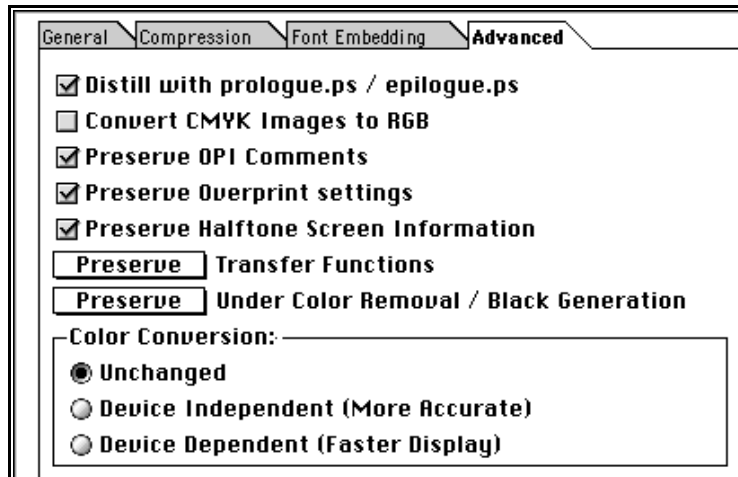 General Compression Font Embedding Advanced
Distill with prologue.ps / epilogue.ps
Convert CMYK Images to RGB
Preserve OPI Comments
Preserve Overprint settings
Preserve Halftone Screen Information
Preserve Transfer Functions
Preserve Under Color Removal / Black Generation
Color Conversion:
Unchanged
Device Independent (More Accurate)
Device Dependent (Faster Display)